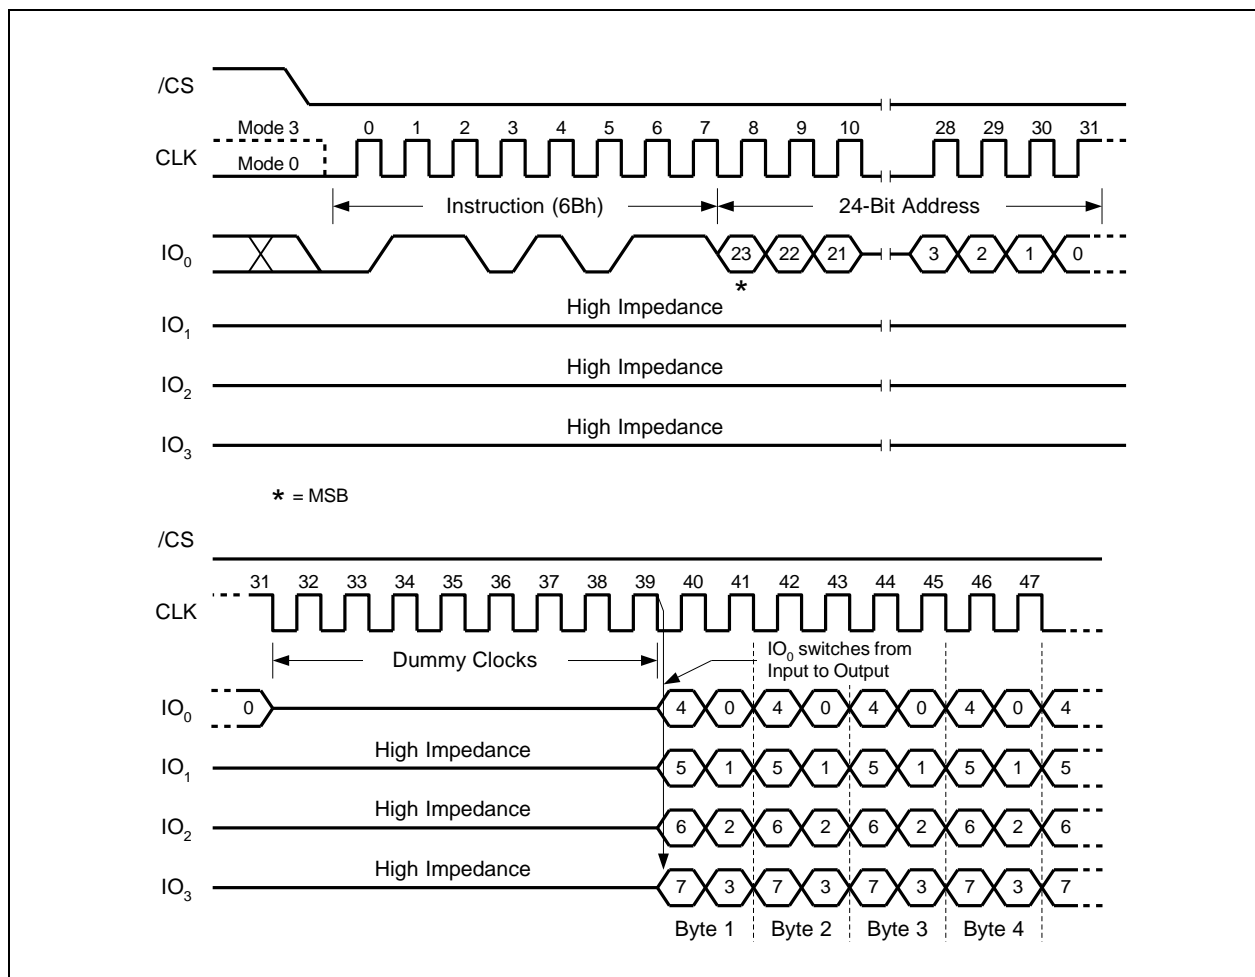 /CS
Mode 3 0 1 2 3 4 5 6 7 8 9 10 28 29 30 31
CLK
Mode 0
Instruction (6Bh) 24-Bit Address
IO0 23 22 21 3 2 1 0
*
High Impedance
IO1
High Impedance
IO2
High Impedance
IO3
* = MSB
/CS
31 32 33 34 35 36 37 38 39 40 41 42 43 44 45 46 47
CLK
Dummy Clocks
IO0 switches from
Input to Output
IO0 0 4 0 4 0 4 0 4 0 4
High Impedance
IO1 5 1 5 1 5 1 5 1 5
High Impedance
IO2 6 2 6 2 6 2 6 2 6
High Impedance
IO3 7 3 7 3 7 3 7 3 7
Byte 1 Byte 2 Byte 3 Byte 4